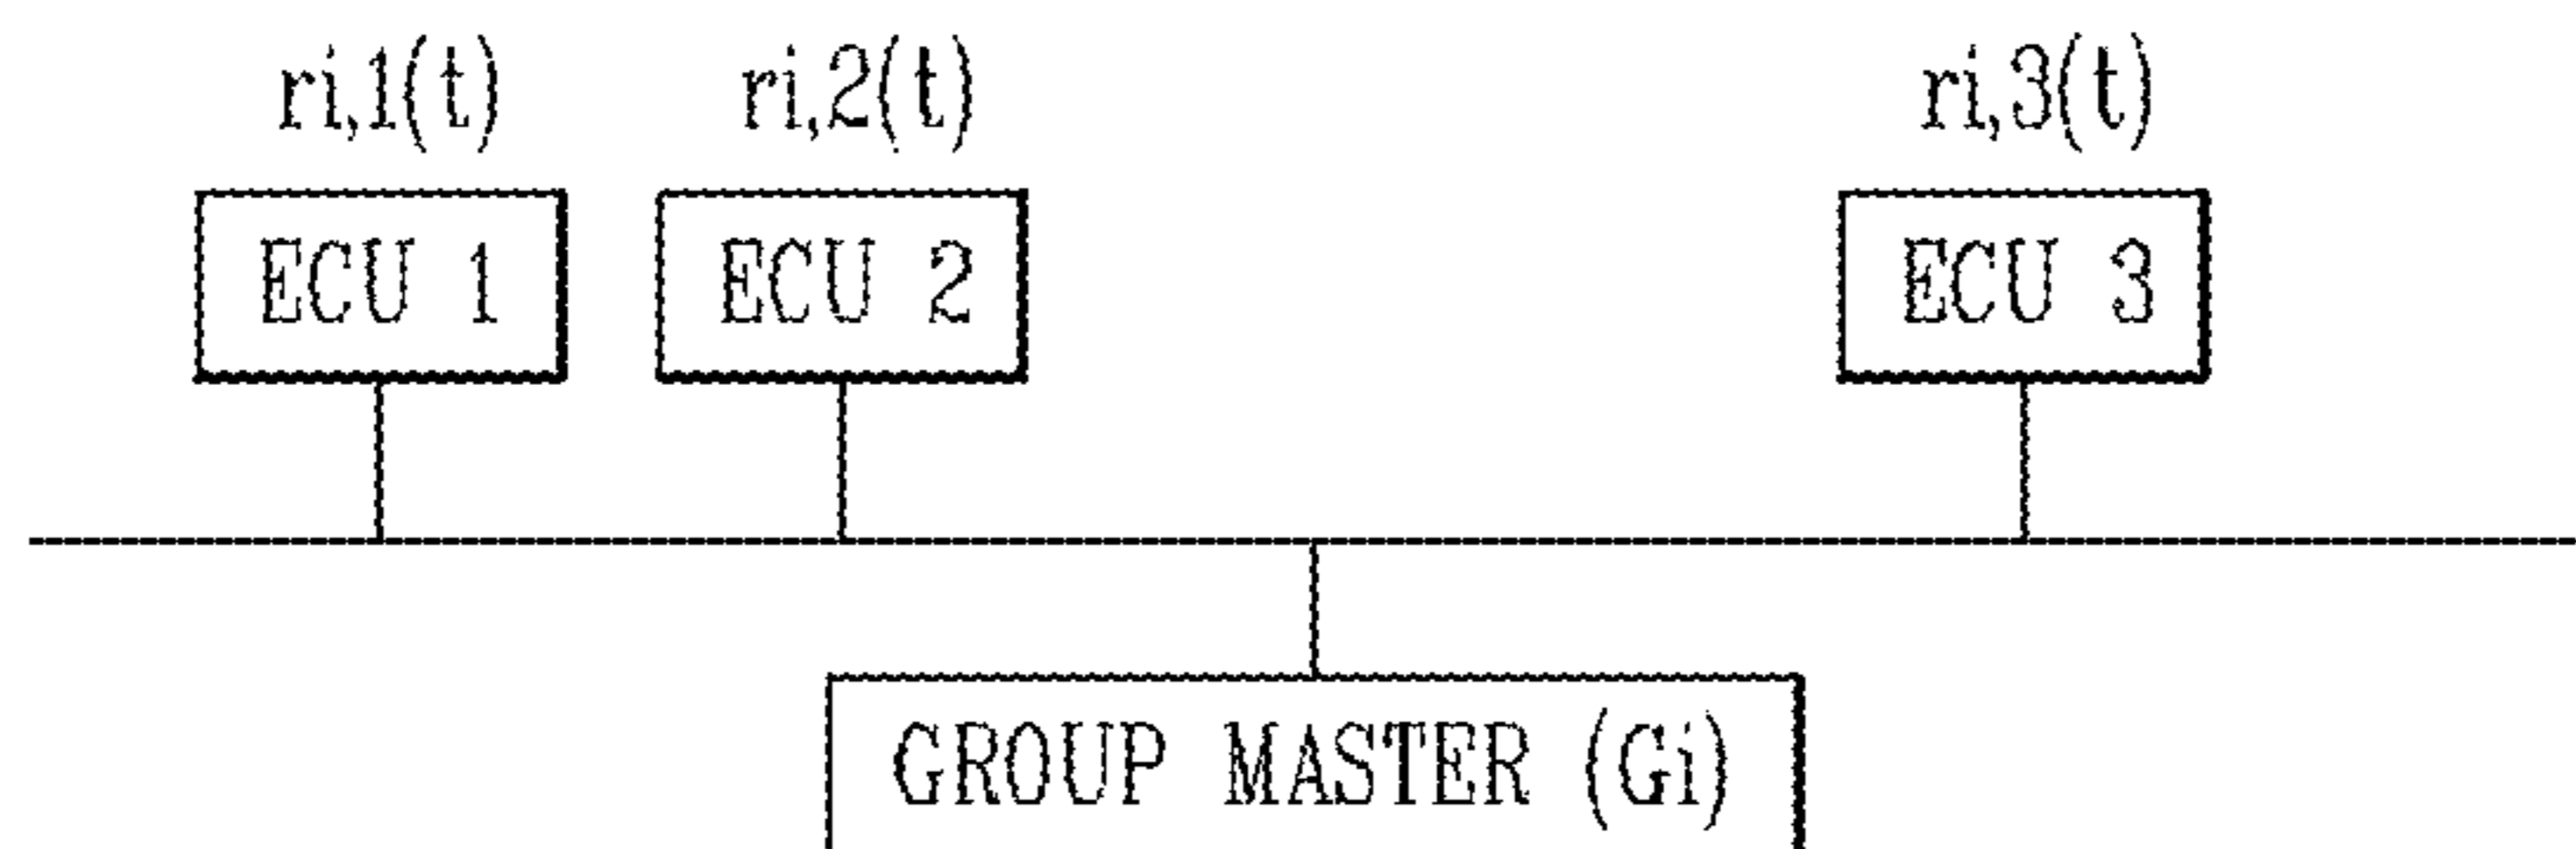 ri,1(t) ri,2(t) ri,3(t)
ECU 1 ECU 2 ECU 3
GROUP MASTER (Gi)